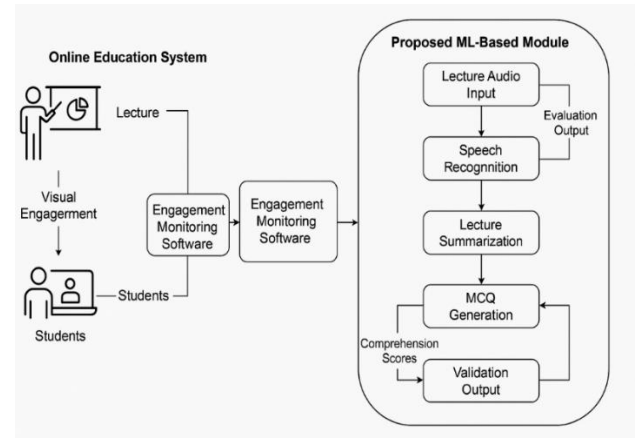 Online Education System
Lecture
Visual
Engagerment
Students
Students
Engagement
Monitoring
Software
Engagement
Monitoring
Software
Proposed ML-Based Module
Lecture Audio
Input
Evaluation
Output
Speech
Recognnition
Lecture
Summarization
MCQ
Generation
Comprehension
Scores
Validation
Output